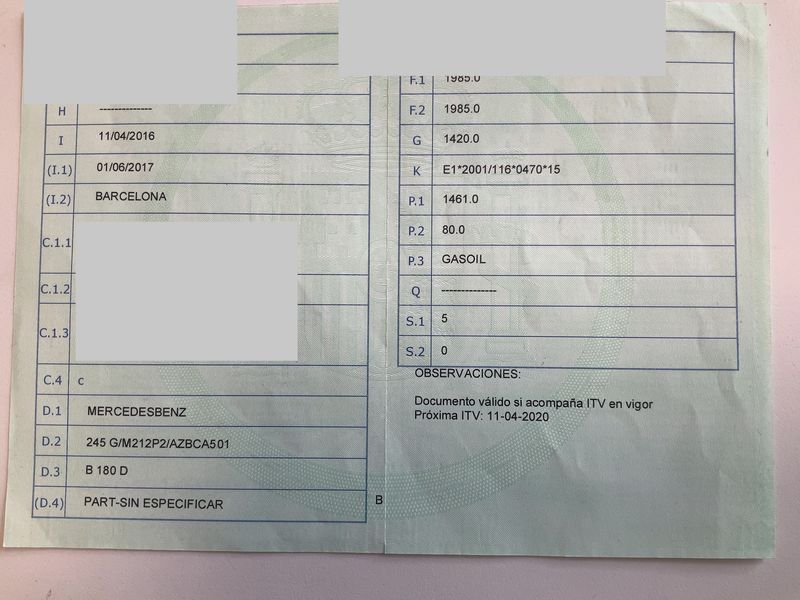 H --------------
I 11/04/2016
(I.1) 01/06/2017
(I.2) BARCELONA
C.1.1
C.1.2
C.1.3
C.4 c
D.1 MERCEDESBENZ
D.2 245 G/M212P2/AZBCA501
D.3 B 180 D
(D.4) PART-SIN ESPECIFICAR B
F.1 1985.0
F.2 1985.0
G 1420.0
K E1*2001/116*0470*15
P.1 1461.0
P.2 80.0
P.3 GASOIL
Q --------------
S.1 5
S.2 0
OBSERVACIONES:
Documento válido si acompaña ITV en vigor
Próxima ITV: 11-04-2020